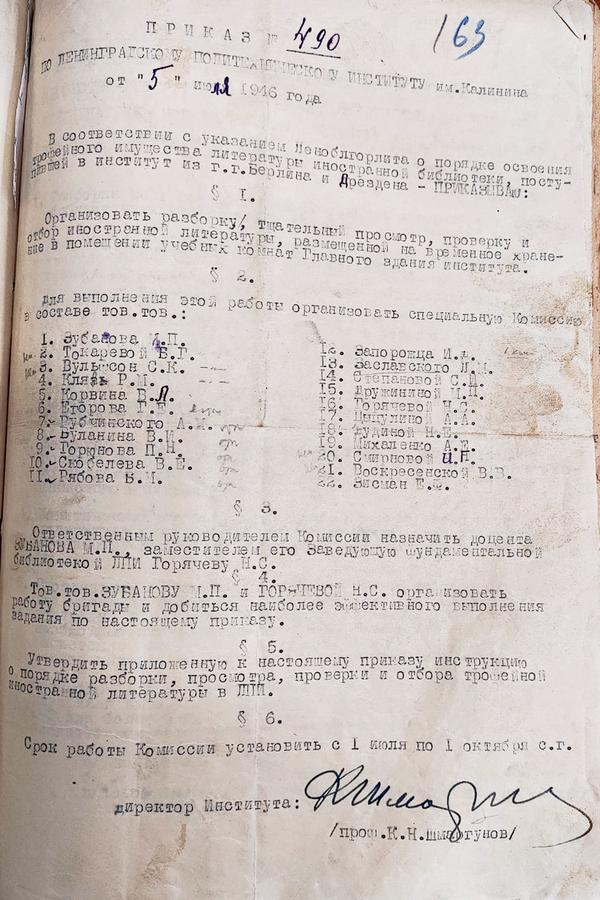 163
ПРИКАЗ № 490
ПО ЛЕНИНГРАДСКОМУ ПОЛИТЕХНИЧЕСКОМУ ИНСТИТУТУ им.Калинина
от "5" июля 1946 года
В соответствии с указанием Леноблгорлита о порядке освоения
трофейного имущества литературы иностранной библиотеки, посту-
пившей в институт из г.г.Берлина и Дрездена - ПРИКАЗЫВАЮ:
§ 1.
Организовать разборку/, тщательный просмотр, проверку и
отбор иностранной литературы, размещенной на временное хране-
ние в помещении учебных комнат Главного здания института.
§ 2.
Для выполнения этой работы организовать специальную Комиссию
в составе тов.тов.:
1. Зубанова М.П.
2. Токаревой Б.Г.
3. Вульфсон С.К.
4. Клязь Р.М.
5. Корвина В.Л.
6. Егорова Г.Е.
7. Рубчинского А.И.
8. Буланина В.И.
9. Горюнова П.Н.
10. Скобелева В.Е.
11. Рябова Б.М.
12. Запорожца И.
13. Заславского Л.М.
14. Степановой С.
15. Дружининой
16. Горячевой Н.С.
17. Цыцулино А.А.
18. Н.Е.
19. Михаленко А.
20. Смирновой И.Н.
21. Воскресенской В.В.
22. Зисман Е.
§ 3.
Ответственным руководителем Комиссии назначить доцента
ЗУБАНОВА М.П., заместителем его Заведующую фундаментальной
библиотекой ЛПИ Горячеву Н.С.
§ 4.
Тов.тов.ЗУБАНОВУ М.П. и ГОРЯЧЕВОЙ Н.С. организовать
работу бригады и добиться наиболее эффективного выполнения
задания по настоящему приказу.
§ 5.
Утвердить приложенную к настоящему приказу инструкцию
о порядке разборки, просмотра, проверки и отбора трофейной
иностранной литературы в ЛПИ.
§ 6.
Срок работы Комиссии установить с 1 июля по 1 октября с.г.
директор Института:
/проф.К.Н.Шмаргунов/